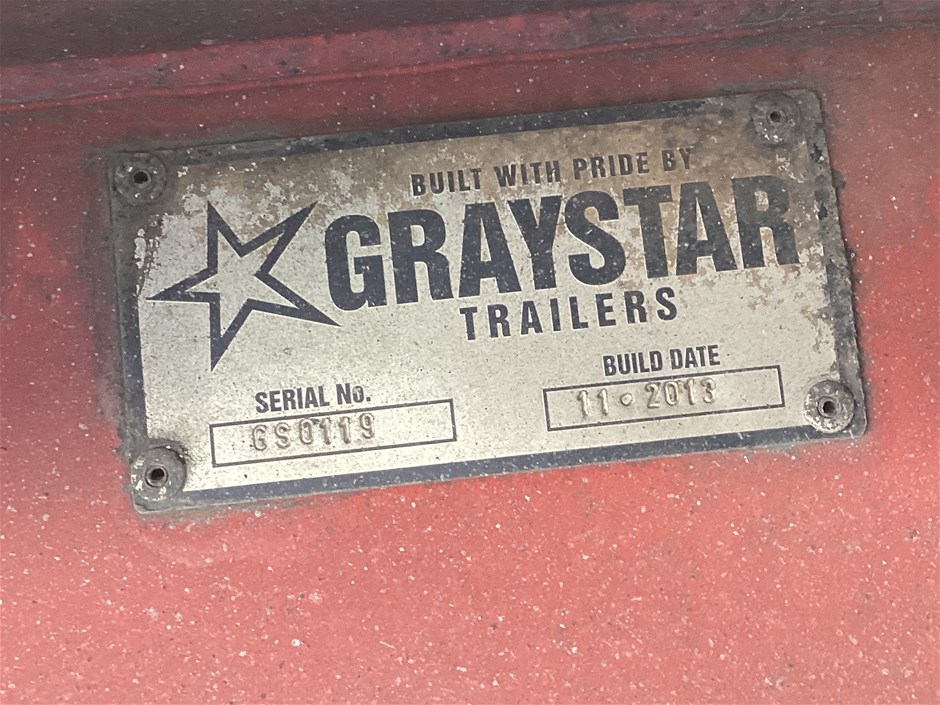 BUILT WITH PRIDE BY
GRAYSTAR
TRAILERS
SERIAL No.
GS0119
BUILD DATE
11•2013